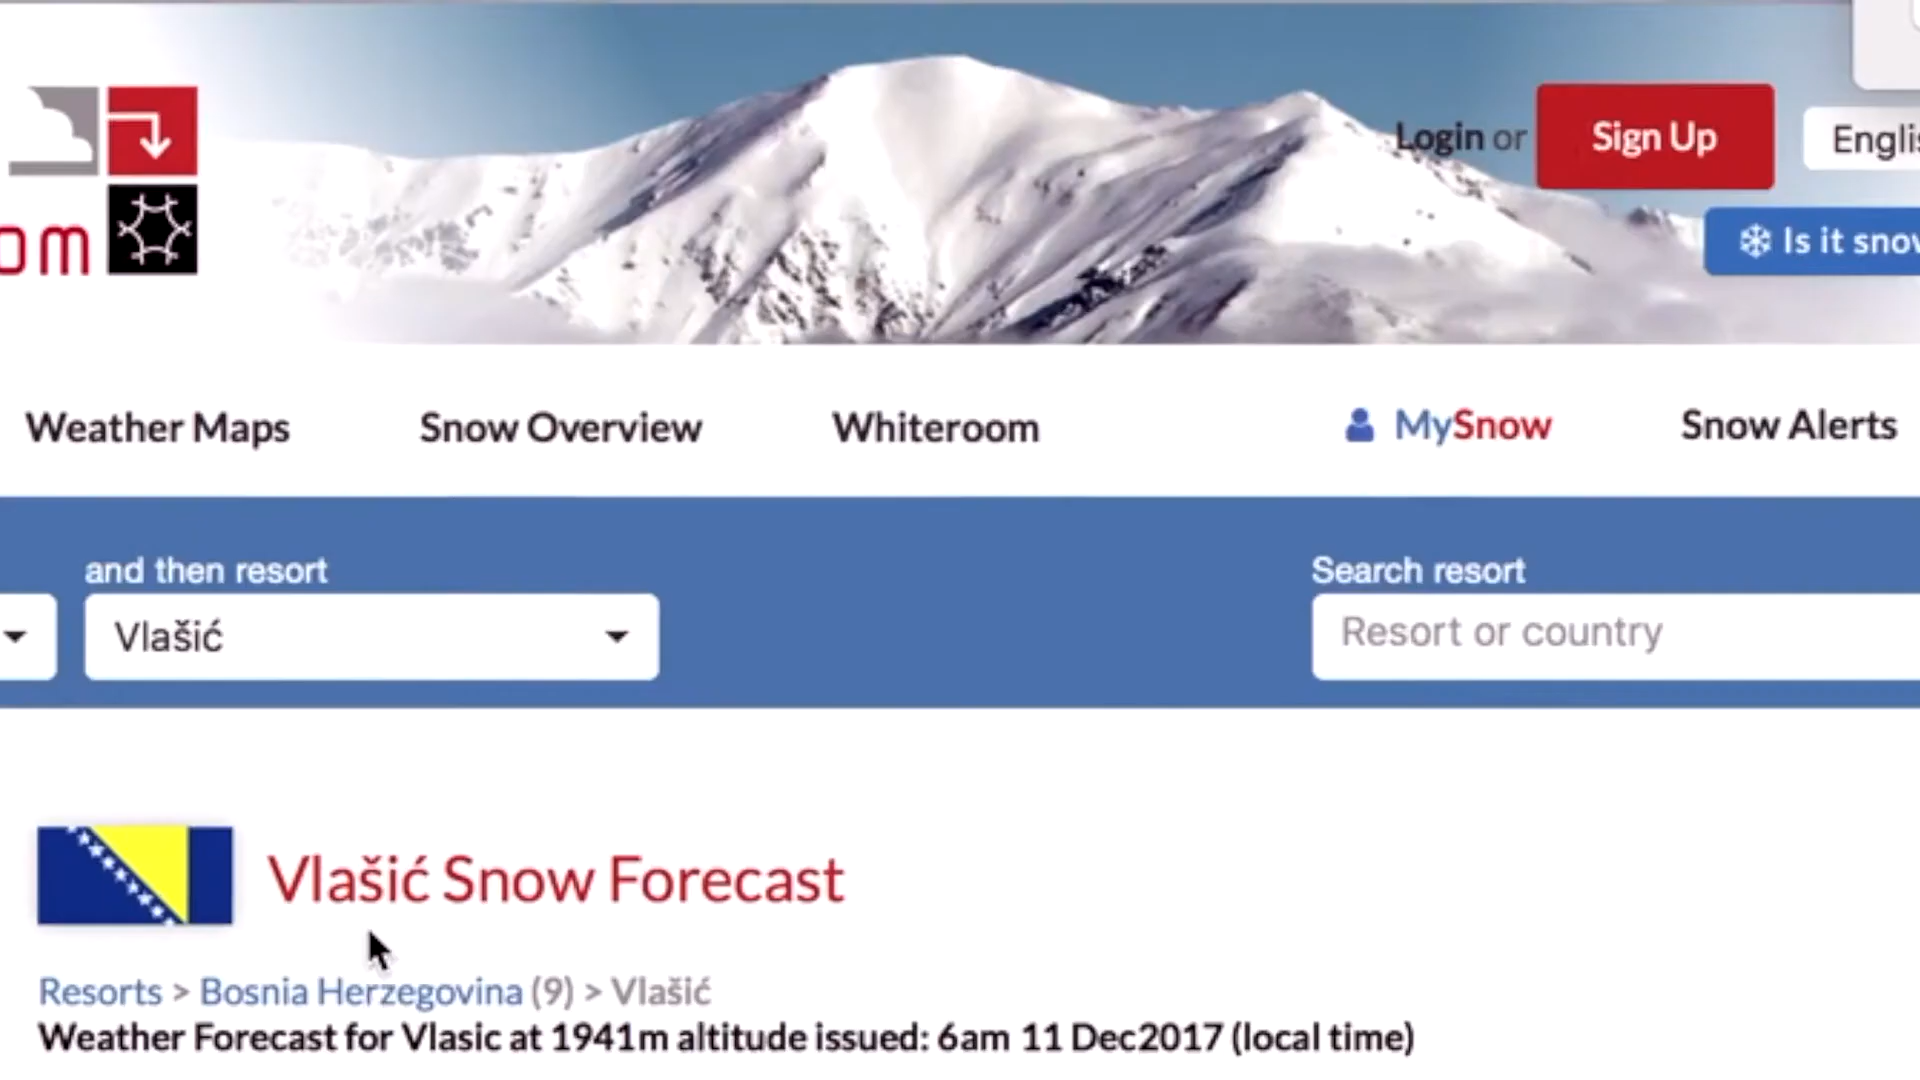 Login or Sign Up
om
Weather Maps Snow Overview Whiteroom MySnow Snow Alerts
and then resort Search resort
Vlašić Resort or country
Vlašić Snow Forecast
Resorts > Bosnia Herzegovina (9) > Vlašić
Weather Forecast for Vlasic at 1941m altitude issued: 6am 11 Dec2017 (local time)